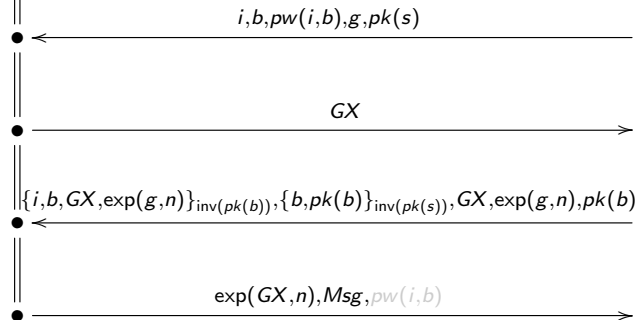 i,b,pw(i,b),g,pk(s)
GX
{i,b,GX,exp(g,n)}inv(pk(b)),{b,pk(b)}inv(pk(s)),GX,exp(g,n),pk(b)
exp(GX,n),Msg,pw(i,b)